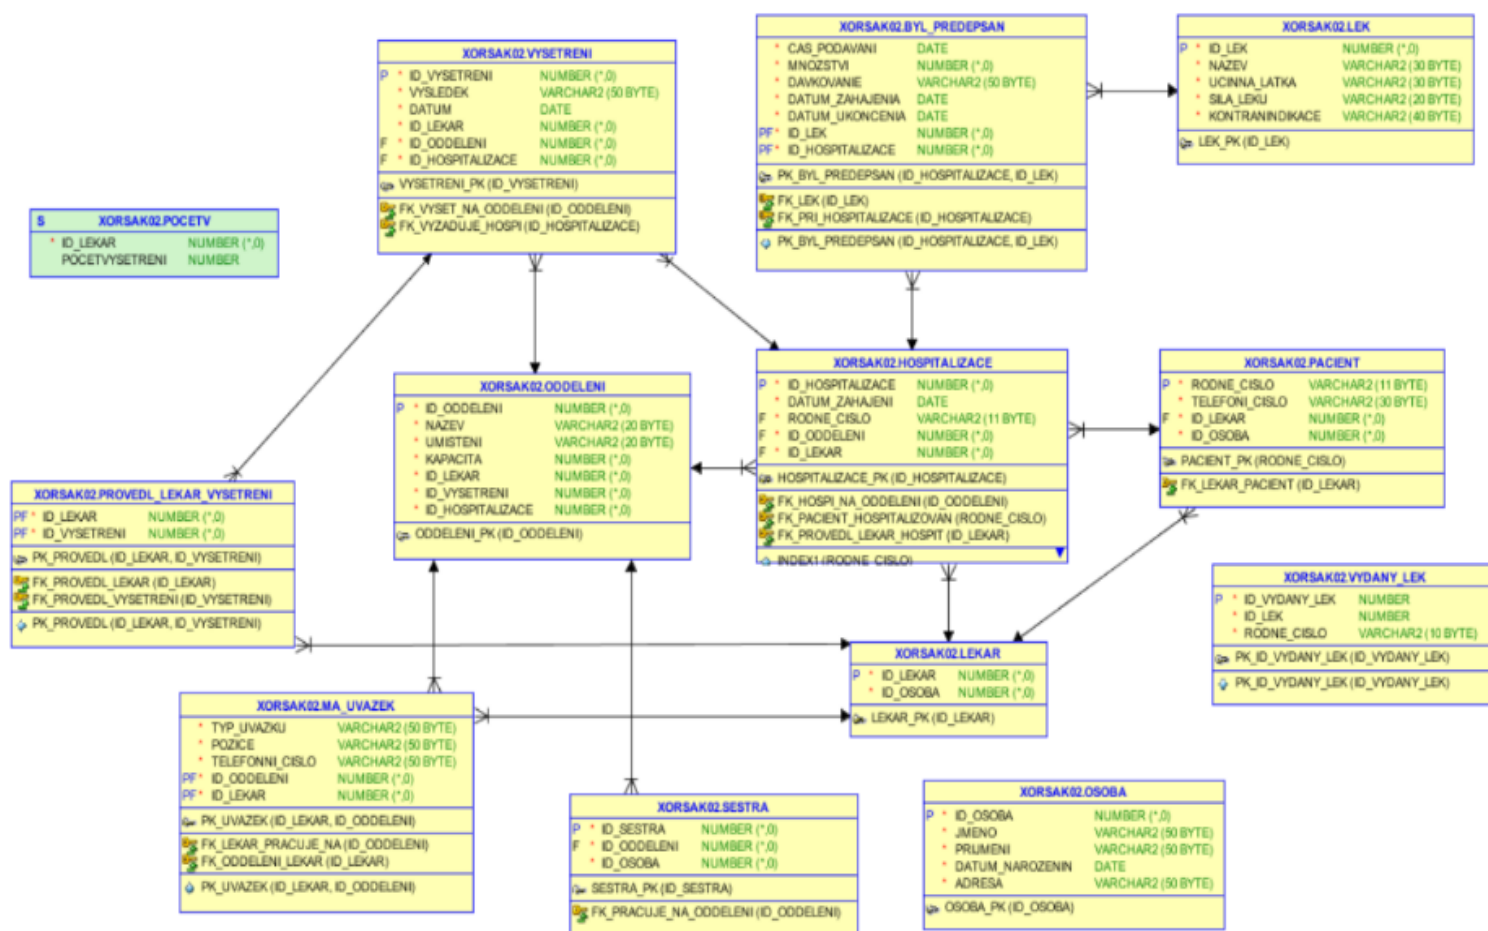 XORSAK02.VYSETRENI
P * ID_VYSETRENI NUMBER (*,0)
* VYSLEDEK VARCHAR2 (50 BYTE)
* DATUM DATE
* ID_LEKAR NUMBER (*,0)
F * ID_ODDELENI NUMBER (*,0)
F * ID_HOSPITALIZACE NUMBER (*,0)
VYSETRENI_PK (ID_VYSETRENI)
FK_VYSET_NA_ODDELENI (ID_ODDELENI)
FK_VYZADUJE_HOSPI (ID_HOSPITALIZACE)
XORSAK02.BYL_PREDEPSAN
* CAS_PODAVANI DATE
* MNOZSTVI NUMBER (*,0)
* DAVKOVANIE VARCHAR2 (50 BYTE)
* DATUM_ZAHAJENIA DATE
* DATUM_UKONCENIA DATE
PF* ID_LEK NUMBER (*,0)
PF* ID_HOSPITALIZACE NUMBER (*,0)
PK_BYL_PREDEPSAN (ID_HOSPITALIZACE, ID_LEK)
FK_LEK (ID_LEK)
FK_PRI_HOSPITALIZACE (ID_HOSPITALIZACE)
PK_BYL_PREDEPSAN (ID_HOSPITALIZACE, ID_LEK)
XORSAK02.LEK
P * ID_LEK NUMBER (*,0)
* NAZEV VARCHAR2 (30 BYTE)
* UCINNA_LATKA VARCHAR2 (30 BYTE)
* SILA_LEKU VARCHAR2 (20 BYTE)
* KONTRANINDIKACE VARCHAR2 (40 BYTE)
LEK_PK (ID_LEK)
S XORSAK02.POCETV
* ID_LEKAR NUMBER (*,0)
POCETVYSETRENI NUMBER
XORSAK02.ODDELENI
P * ID_ODDELENI NUMBER (*,0)
* NAZEV VARCHAR2 (20 BYTE)
* UMISTENI VARCHAR2 (20 BYTE)
* KAPACITA NUMBER (*,0)
* ID_LEKAR NUMBER (*,0)
* ID_VYSETRENI NUMBER (*,0)
* ID_HOSPITALIZACE NUMBER (*,0)
ODDELENI_PK (ID_ODDELENI)
XORSAK02.HOSPITALIZACE
P * ID_HOSPITALIZACE NUMBER (*,0)
* DATUM_ZAHAJENI DATE
F * RODNE_CISLO VARCHAR2 (11 BYTE)
F * ID_ODDELENI NUMBER (*,0)
F * ID_LEKAR NUMBER (*,0)
HOSPITALIZACE_PK (ID_HOSPITALIZACE)
FK_HOSPI_NA_ODDELENI (ID_ODDELENI)
FK_PACIENT_HOSPITALIZOVAN (RODNE_CISLO)
FK_PROVEDL_LEKAR_HOSPIT (ID_LEKAR)
INDEX1 (RODNE_CISLO)
XORSAK02.PACIENT
P * RODNE_CISLO VARCHAR2 (11 BYTE)
* TELEFONI_CISLO VARCHAR2 (30 BYTE)
F * ID_LEKAR NUMBER (*,0)
* ID_OSOBA NUMBER (*,0)
PACIENT_PK (RODNE_CISLO)
FK_LEKAR_PACIENT (ID_LEKAR)
XORSAK02.PROVEDL_LEKAR_VYSETRENI
PF* ID_LEKAR NUMBER (*,0)
PF* ID_VYSETRENI NUMBER (*,0)
PK_PROVEDL (ID_LEKAR, ID_VYSETRENI)
FK_PROVEDL_LEKAR (ID_LEKAR)
FK_PROVEDL_VYSETRENI (ID_VYSETRENI)
PK_PROVEDL (ID_LEKAR, ID_VYSETRENI)
XORSAK02.VYDANY_LEK
P * ID_VYDANY_LEK NUMBER
* ID_LEK NUMBER
* RODNE_CISLO VARCHAR2 (10 BYTE)
PK_ID_VYDANY_LEK (ID_VYDANY_LEK)
PK_ID_VYDANY_LEK (ID_VYDANY_LEK)
XORSAK02.LEKAR
P * ID_LEKAR NUMBER (*,0)
* ID_OSOBA NUMBER (*,0)
LEKAR_PK (ID_LEKAR)
XORSAK02.MA_UVAZEK
* TYP_UVAZKU VARCHAR2 (50 BYTE)
* POZICE VARCHAR2 (50 BYTE)
* TELEFONNI_CISLO VARCHAR2 (50 BYTE)
PF* ID_ODDELENI NUMBER (*,0)
PF* ID_LEKAR NUMBER (*,0)
PK_UVAZEK (ID_LEKAR, ID_ODDELENI)
FK_LEKAR_PRACUJE_NA (ID_ODDELENI)
FK_ODDELENI_LEKAR (ID_LEKAR)
PK_UVAZEK (ID_LEKAR, ID_ODDELENI)
XORSAK02.SESTRA
P * ID_SESTRA NUMBER (*,0)
F * ID_ODDELENI NUMBER (*,0)
* ID_OSOBA NUMBER (*,0)
SESTRA_PK (ID_SESTRA)
FK_PRACUJE_NA_ODDELENI (ID_ODDELENI)
XORSAK02.OSOBA
P * ID_OSOBA NUMBER (*,0)
* JMENO VARCHAR2 (50 BYTE)
* PRIJMENI VARCHAR2 (50 BYTE)
* DATUM_NAROZENIN DATE
* ADRESA VARCHAR2 (50 BYTE)
OSOBA_PK (ID_OSOBA)